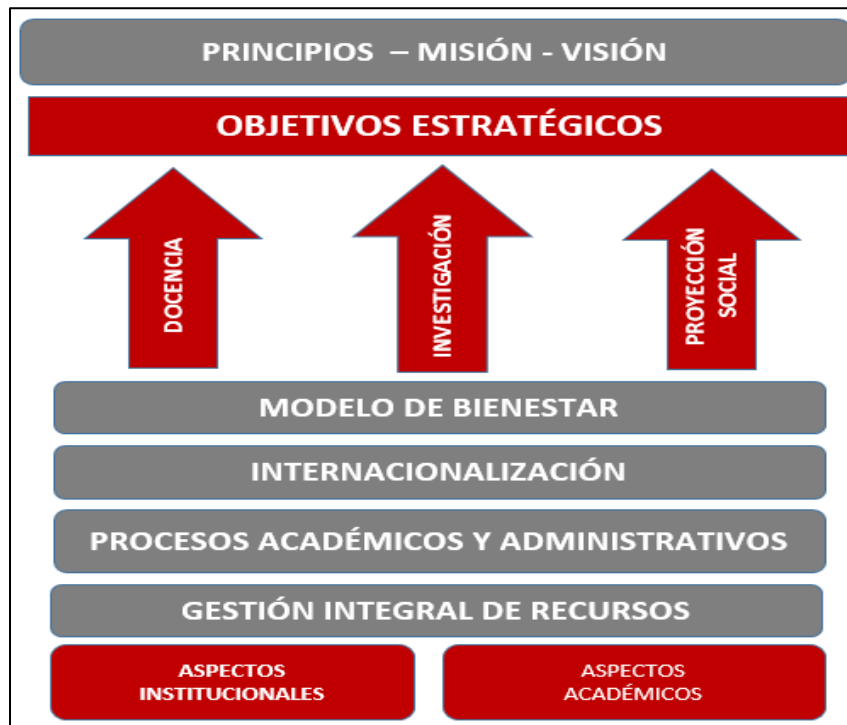 PRINCIPIOS – MISIÓN - VISIÓN
OBJETIVOS ESTRATÉGICOS
DOCENCIA
INVESTIGACIÓN
PROYECCIÓN
SOCIAL
MODELO DE BIENESTAR
INTERNACIONALIZACIÓN
PROCESOS ACADÉMICOS Y ADMINISTRATIVOS
GESTIÓN INTEGRAL DE RECURSOS
ASPECTOS
INSTITUCIONALES
ASPECTOS
ACADÉMICOS